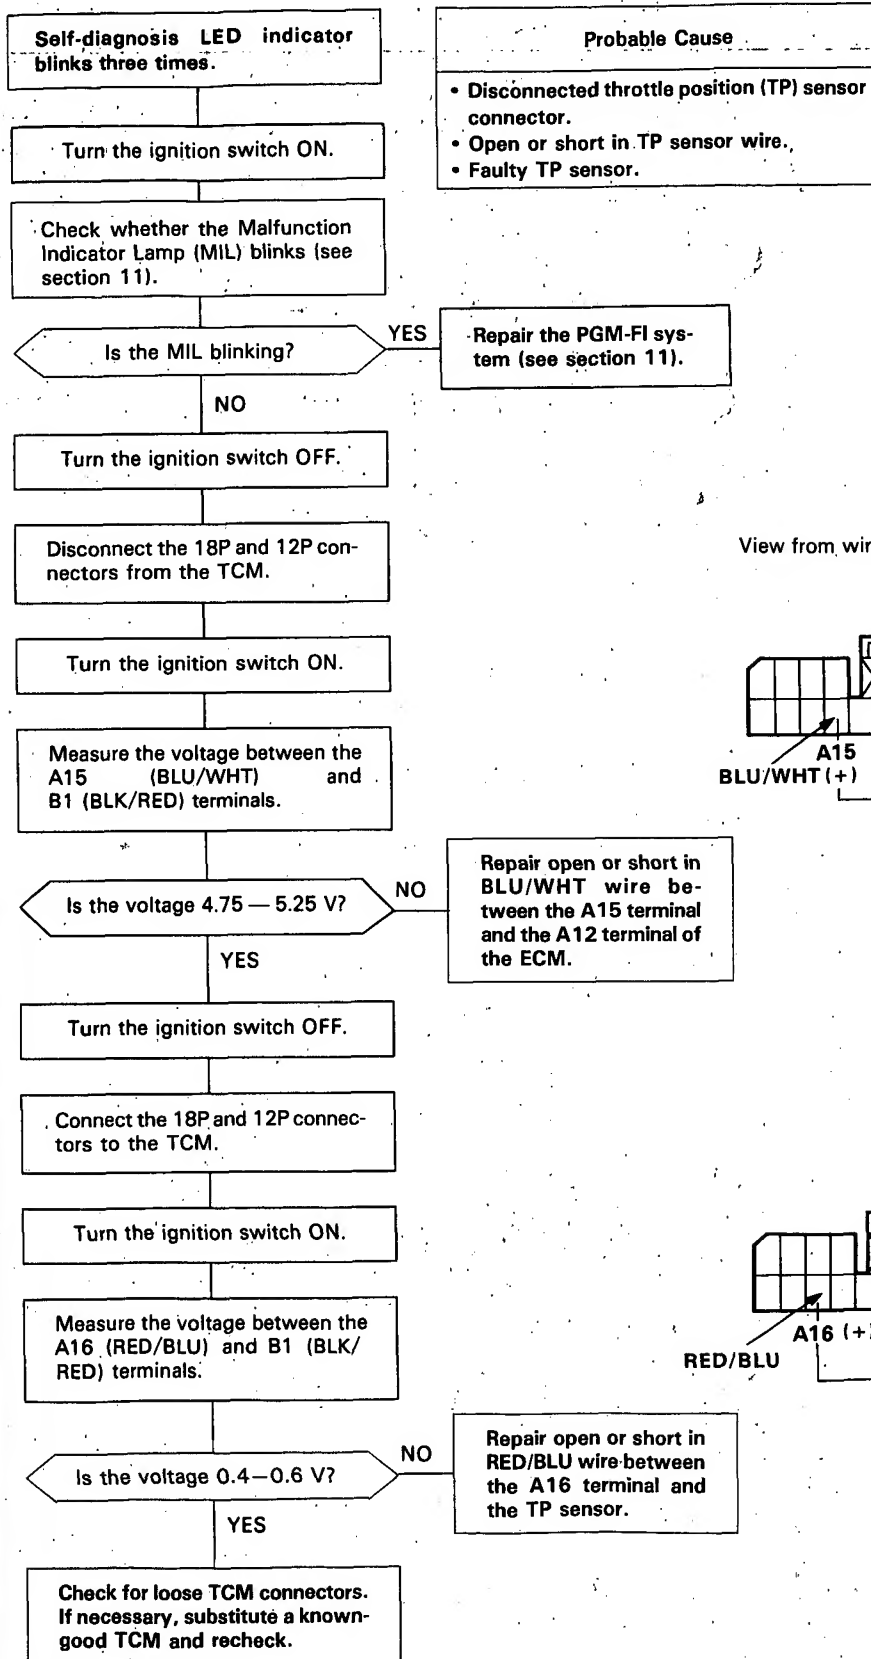 Self-diagnosis LED indicator
blinks three times.
Probable Cause
• Disconnected throttle position (TP) sensor
connector.
• Open or short in TP sensor wire.
• Faulty TP sensor.
Turn the ignition switch ON.
Check whether the Malfunction
Indicator Lamp (MIL) blinks (see
section 11).
Is the MIL blinking?
YES
Repair the PGM-FI sys-
tem (see section 11).
NO
Turn the ignition switch OFF.
Disconnect the 18P and 12P con-
nectors from the TCM.
View from wir
Turn the ignition switch ON.
Measure the voltage between the
A15 (BLU/WHT) and
B1 (BLK/RED) terminals.
A15
BLU/WHT (+)
Is the voltage 4.75 — 5.25 V?
NO
Repair open or short in
BLU/WHT wire be-
tween the A15 terminal
and the A12 terminal of
the ECM.
YES
Turn the ignition switch OFF.
Connect the 18P and 12P connec-
tors to the TCM.
Turn the ignition switch ON.
Measure the voltage between the
A16 (RED/BLU) and B1 (BLK/
RED) terminals.
A16 (+)
RED/BLU
Is the voltage 0.4—0.6 V?
NO
Repair open or short in
RED/BLU wire between
the A16 terminal and
the TP sensor.
YES
Check for loose TCM connectors.
If necessary, substitute a known-
good TCM and recheck.